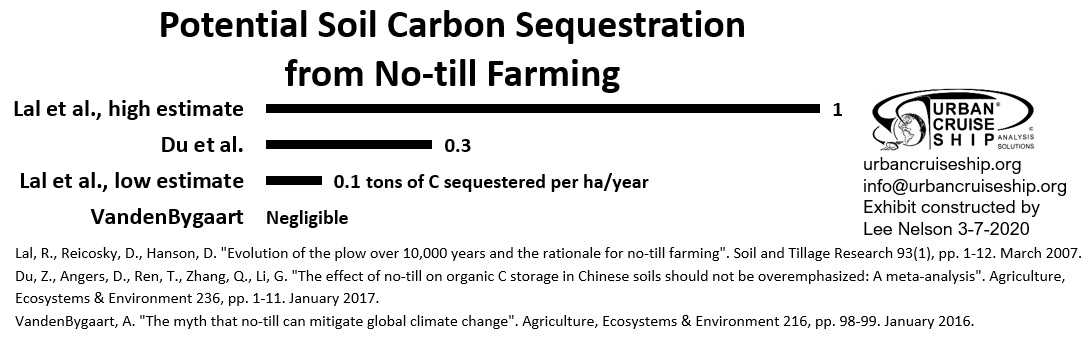 Potential Soil Carbon Sequestration
from No-till Farming
Lal et al., high estimate 1
Du et al. 0.3
Lal et al., low estimate 0.1 tons of C sequestered per ha/year
VandenBygaart Negligible
URBAN®
CRUISE
SHIP
ANALYSIS
SOLUTIONS
urbancruiseship.org
info@urbancruiseship.org
Exhibit constructed by
Lee Nelson 3-7-2020
Lal, R., Reicosky, D., Hanson, D. "Evolution of the plow over 10,000 years and the rationale for no-till farming". Soil and Tillage Research 93(1), pp. 1-12. March 2007.
Du, Z., Angers, D., Ren, T., Zhang, Q., Li, G. "The effect of no-till on organic C storage in Chinese soils should not be overemphasized: A meta-analysis". Agriculture,
Ecosystems & Environment 236, pp. 1-11. January 2017.
VandenBygaart, A. "The myth that no-till can mitigate global climate change". Agriculture, Ecosystems & Environment 216, pp. 98-99. January 2016.